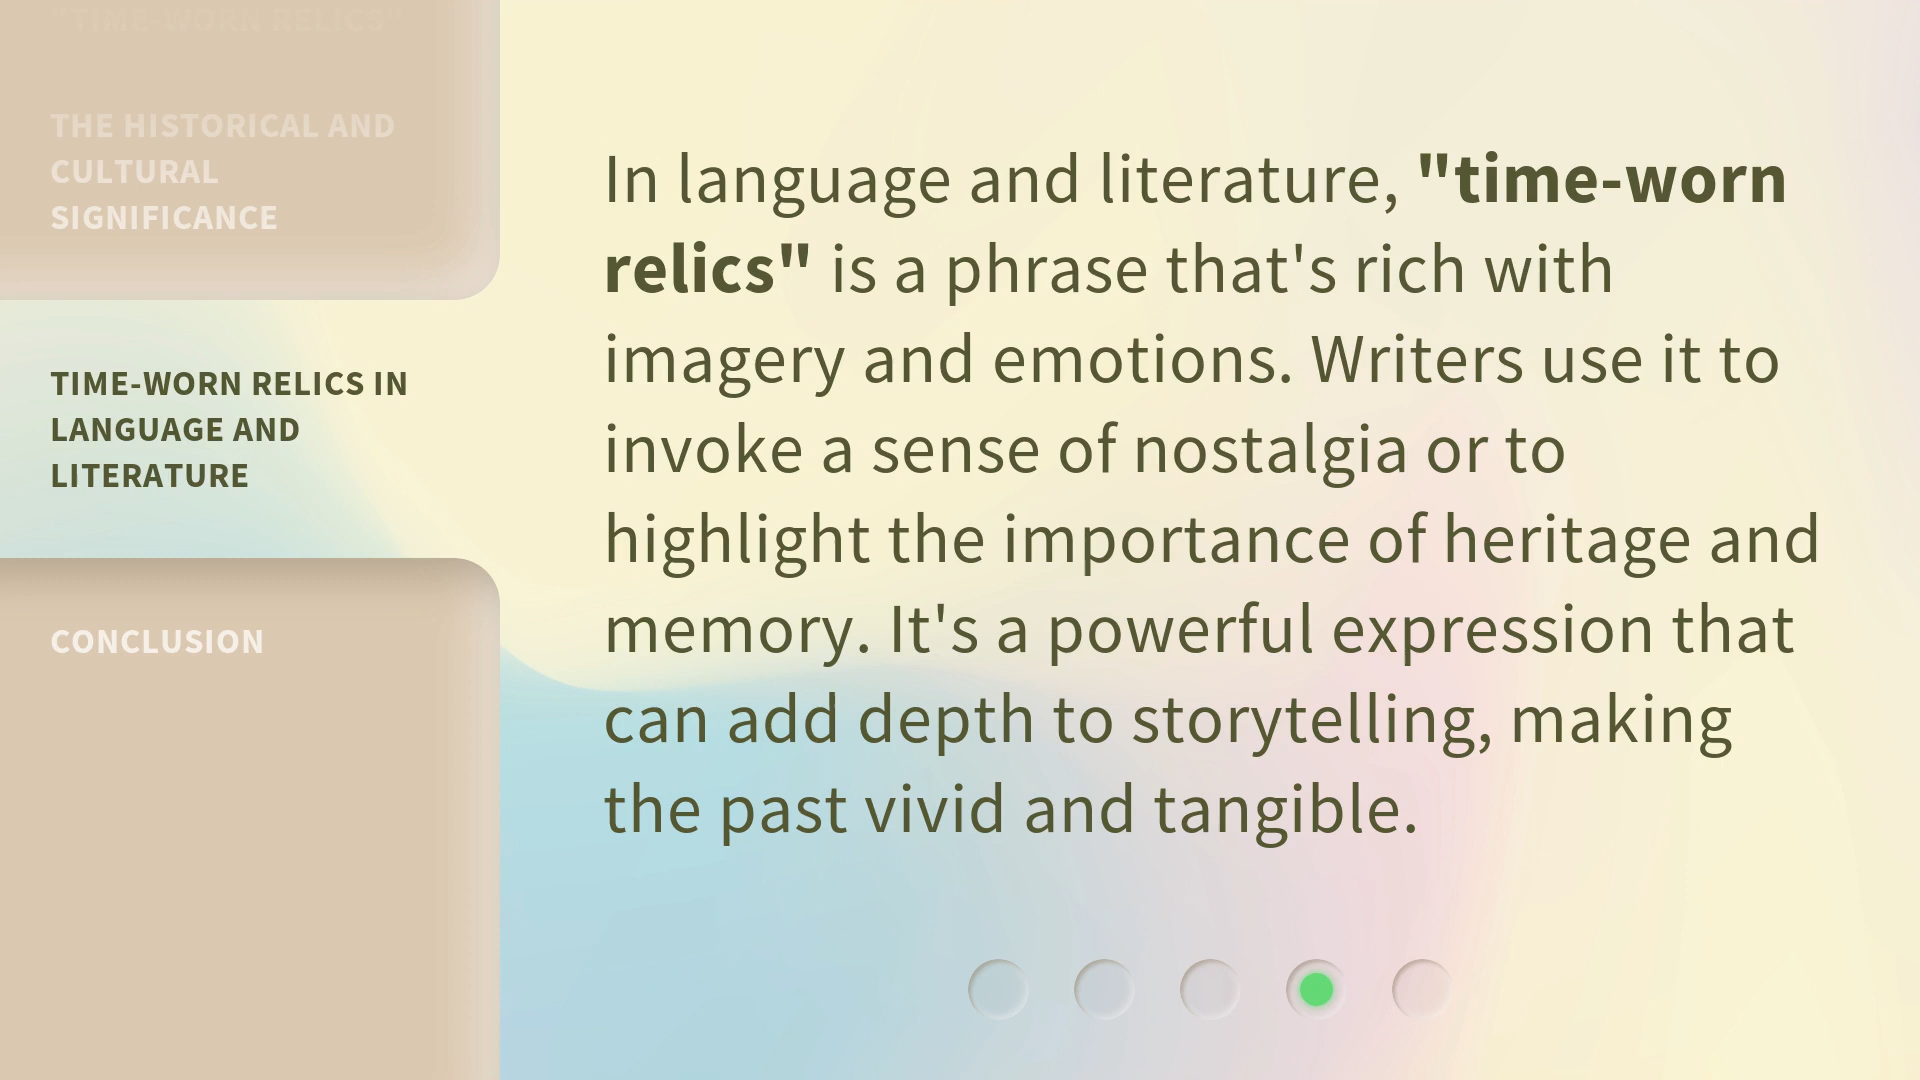 "TIME-WORN RELICS"
THE HISTORICAL AND
CULTURAL
SIGNIFICANCE
TIME-WORN RELICS IN
LANGUAGE AND
LITERATURE
CONCLUSION
In language and literature, "time-worn
relics" is a phrase that's rich with
imagery and emotions. Writers use it to
invoke a sense of nostalgia or to
highlight the importance of heritage and
memory. It's a powerful expression that
can add depth to storytelling, making
the past vivid and tangible.